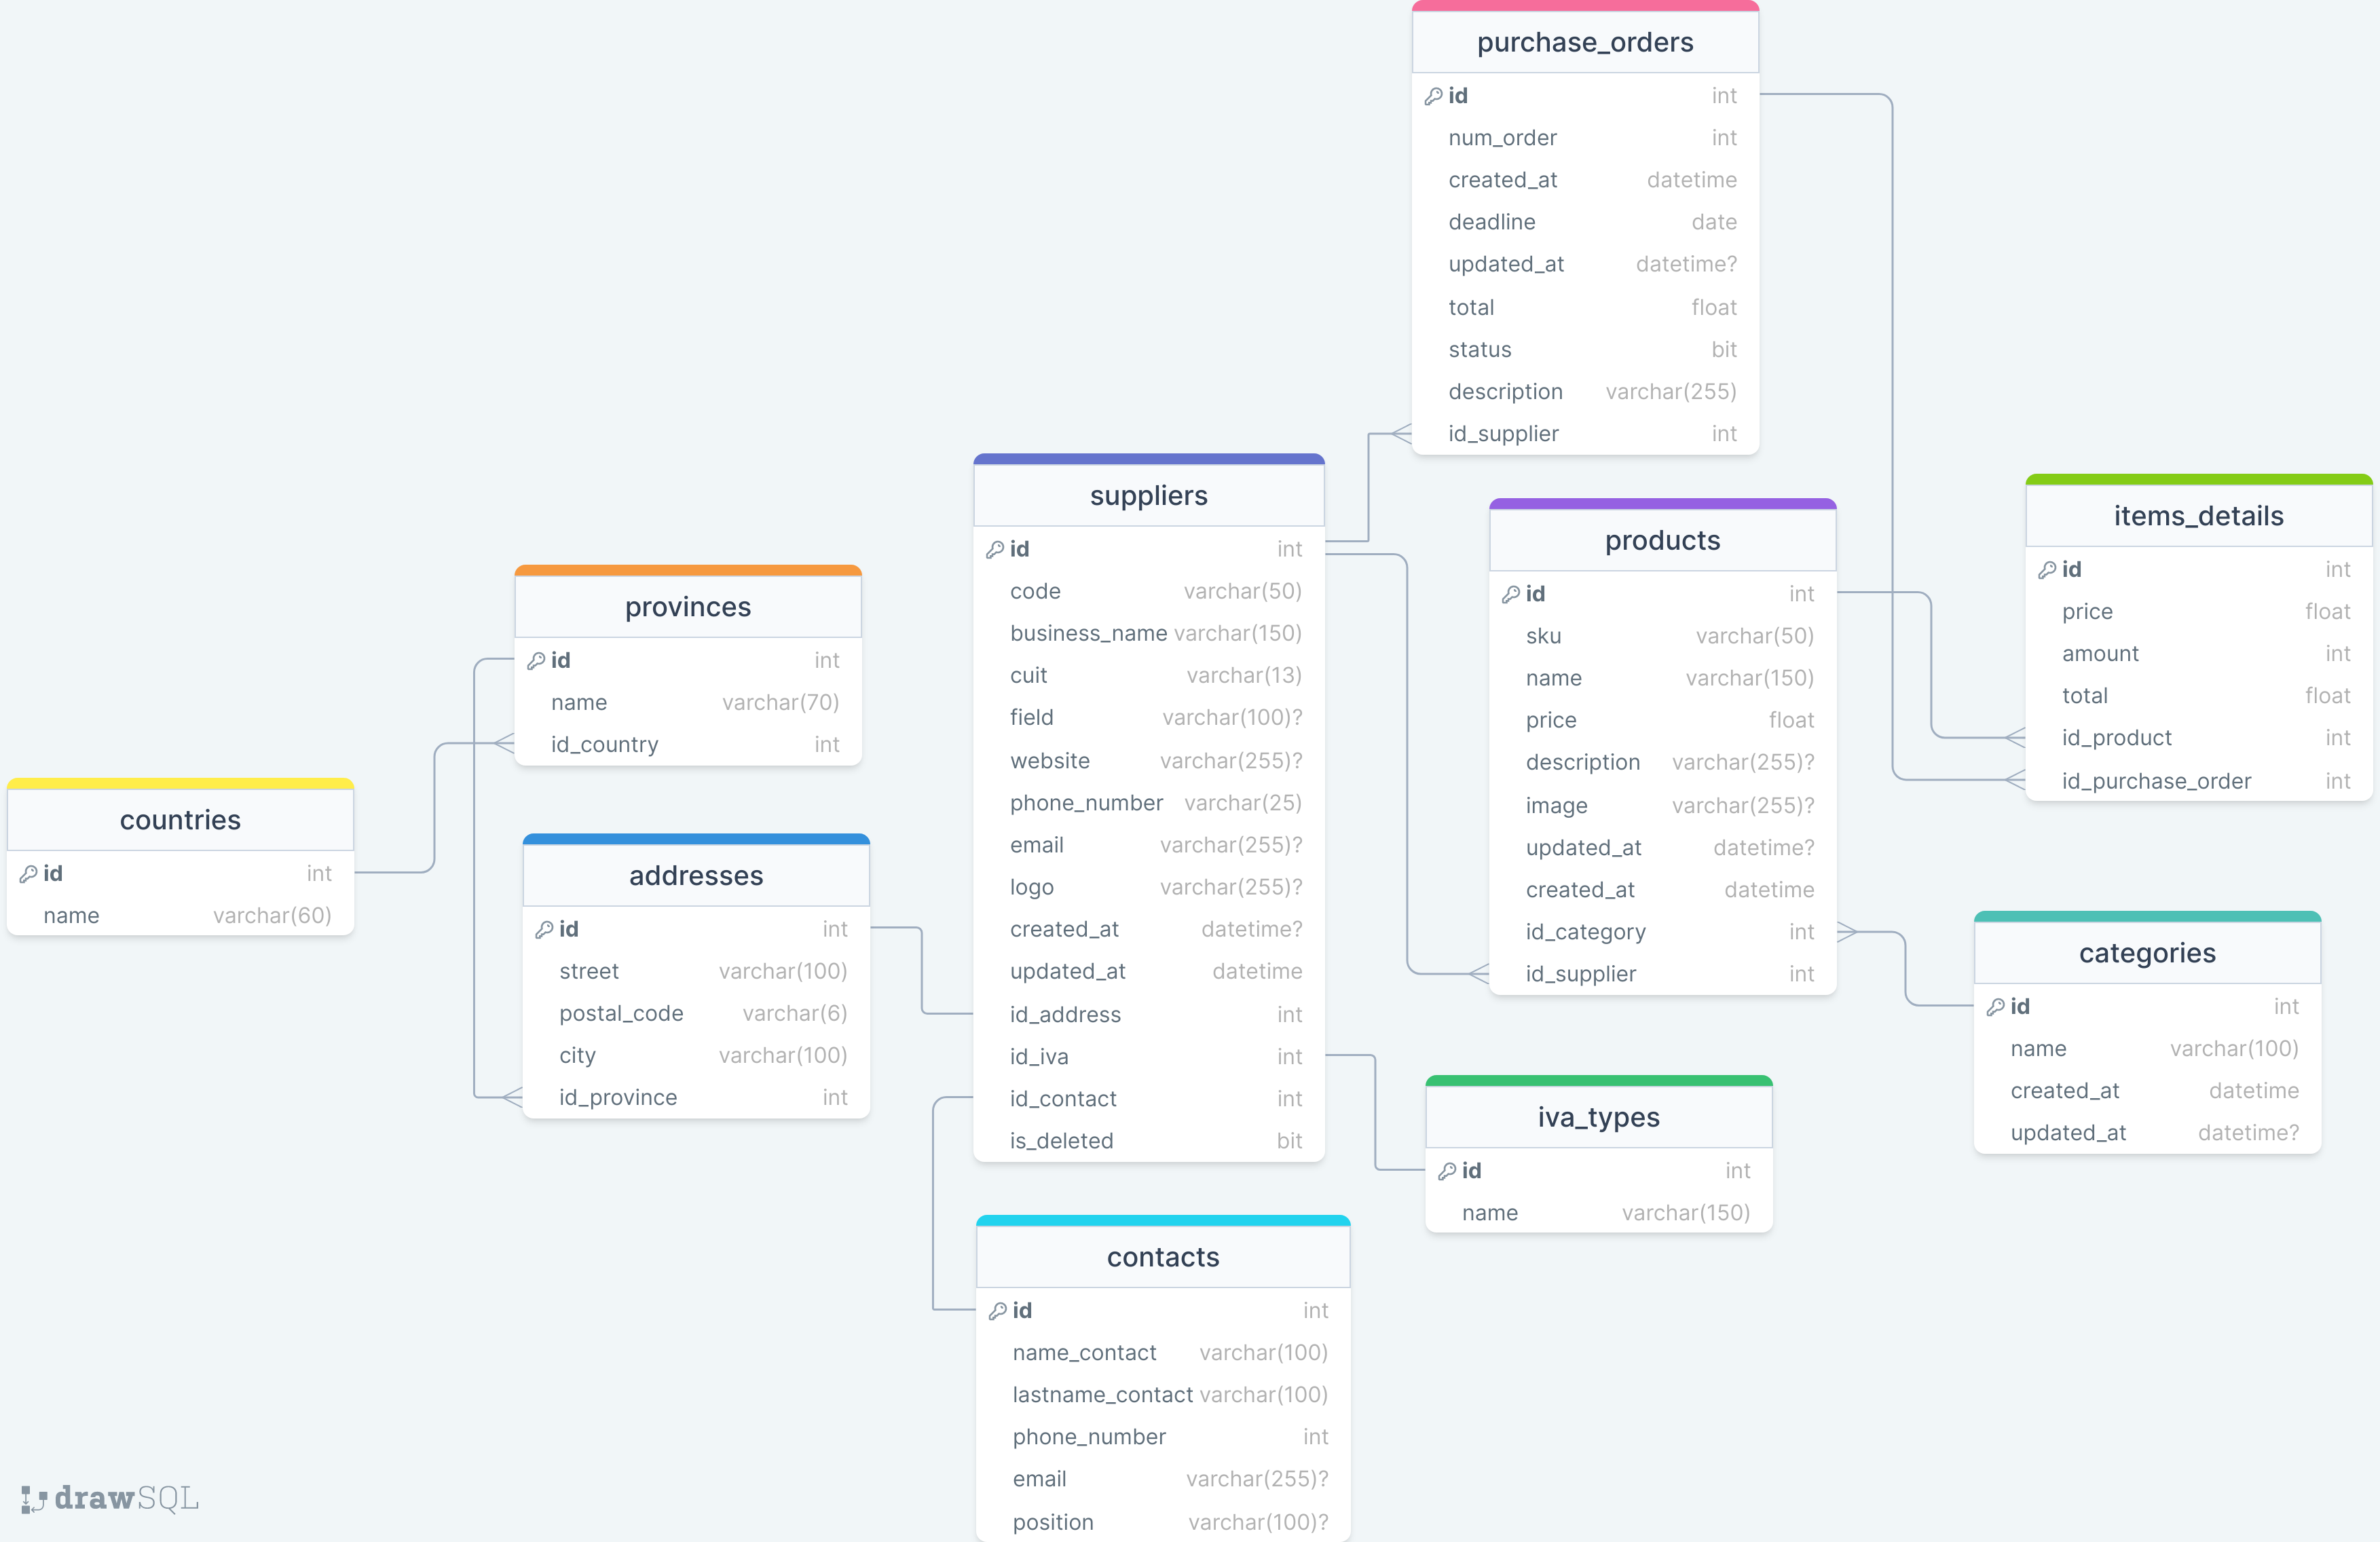 purchase_orders
id int
num_order int
created_at datetime
deadline date
updated_at datetime?
total float
status bit
description varchar(255)
id_supplier int
suppliers
id int
code varchar(50)
business_name varchar(150)
cuit varchar(13)
field varchar(100)?
website varchar(255)?
phone_number varchar(25)
email varchar(255)?
logo varchar(255)?
created_at datetime?
updated_at datetime
id_address int
id_iva int
id_contact int
is_deleted bit
products
id int
sku varchar(50)
name varchar(150)
price float
description varchar(255)?
image varchar(255)?
updated_at datetime?
created_at datetime
id_category int
id_supplier int
items_details
id int
price float
amount int
total float
id_product int
id_purchase_order int
provinces
id int
name varchar(70)
id_country int
countries
id int
name varchar(60)
addresses
id int
street varchar(100)
postal_code varchar(6)
city varchar(100)
id_province int
categories
id int
name varchar(100)
created_at datetime
updated_at datetime?
iva_types
id int
name varchar(150)
contacts
id int
name_contact varchar(100)
lastname_contact varchar(100)
phone_number int
email varchar(255)?
position varchar(100)?
drawSQL